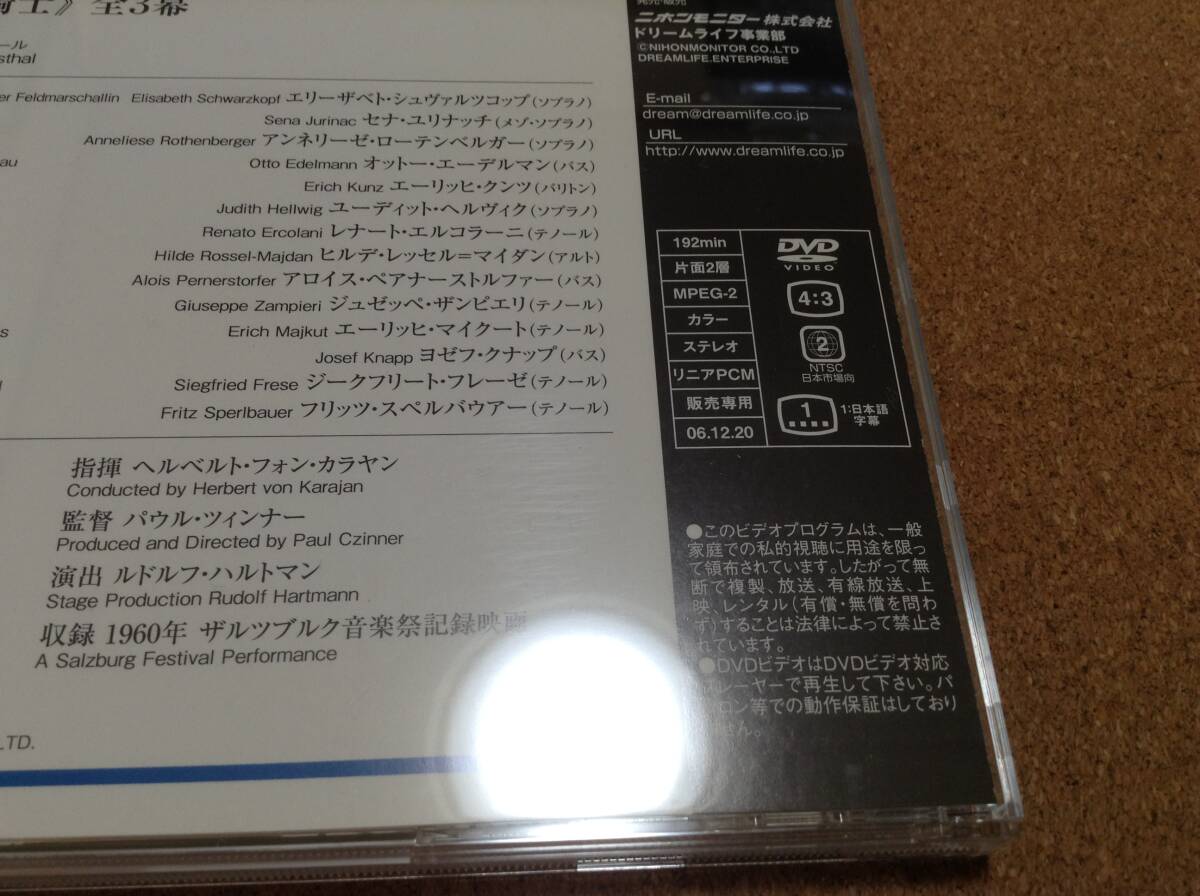 士》全3幕
ール
sthal
er Feldmarschallin Elisabeth Schwarzkopf エリーザベト・シュヴァルツコップ(ソプラノ)
Sena Jurinac セナ・ユリナッチ(メゾ・ソプラノ)
Anneliese Rothenberger アンネリーゼ・ローテンベルガー(ソプラノ)
au Otto Edelmann オットー・エーデルマン(バス)
Erich Kunz エーリッヒ・クンツ(バリトン)
Judith Hellwig ユーディット・ヘルヴィク(ソプラノ)
Renato Ercolani レナート・エルコラーニ(テノール)
Hilde Rossel-Majdan ヒルデ・レッセル=マイダン(アルト)
Alois Pernerstorfer アロイス・ペアナーストルファー(バス)
Giuseppe Zampieri ジュゼッペ・ザンピエリ(テノール)
s Erich Majkut エーリッヒ・マイクート(テノール)
Josef Knapp ヨゼフ・クナップ(バス)
Siegfried Frese ジークフリート・フレーゼ(テノール)
Fritz Sperlbauer フリッツ・スペルバウアー(テノール)
指揮 ヘルベルト・フォン・カラヤン
Conducted by Herbert von Karajan
監督 パウル・ツィンナー
Produced and Directed by Paul Czinner
演出 ルドルフ・ハルトマン
Stage Production Rudolf Hartmann
収録 1960年 ザルツブルク音楽祭記録映画
A Salzburg Festival Performance
LTD.
発売・販売
ニホンモニター株式会社
ドリームライフ事業部
©NIHONMONITOR CO.,LTD
DREAMLIFE.ENTERPRISE
E-mail
dream@dreamlife.co.jp
URL
http://www.dreamlife.co.jp
192min
片面2層
MPEG-2
カラー
ステレオ
リニアPCM
販売専用
06.12.20
DVD
VIDEO
4:3
2
NTSC
日本市場向
1
1:日本語
字幕
●このビデオプログラムは、一般
家庭での私的視聴に用途を限っ
て領布されています。したがって無
断で複製、放送、有線放送、上
映、レンタル(有償・無償を問わ
ず)することは法律によって禁止さ
れています。
●DVDビデオはDVDビデオ対応
レーヤーで再生して下さい。パ
コン等での動作保証はしており
せん。